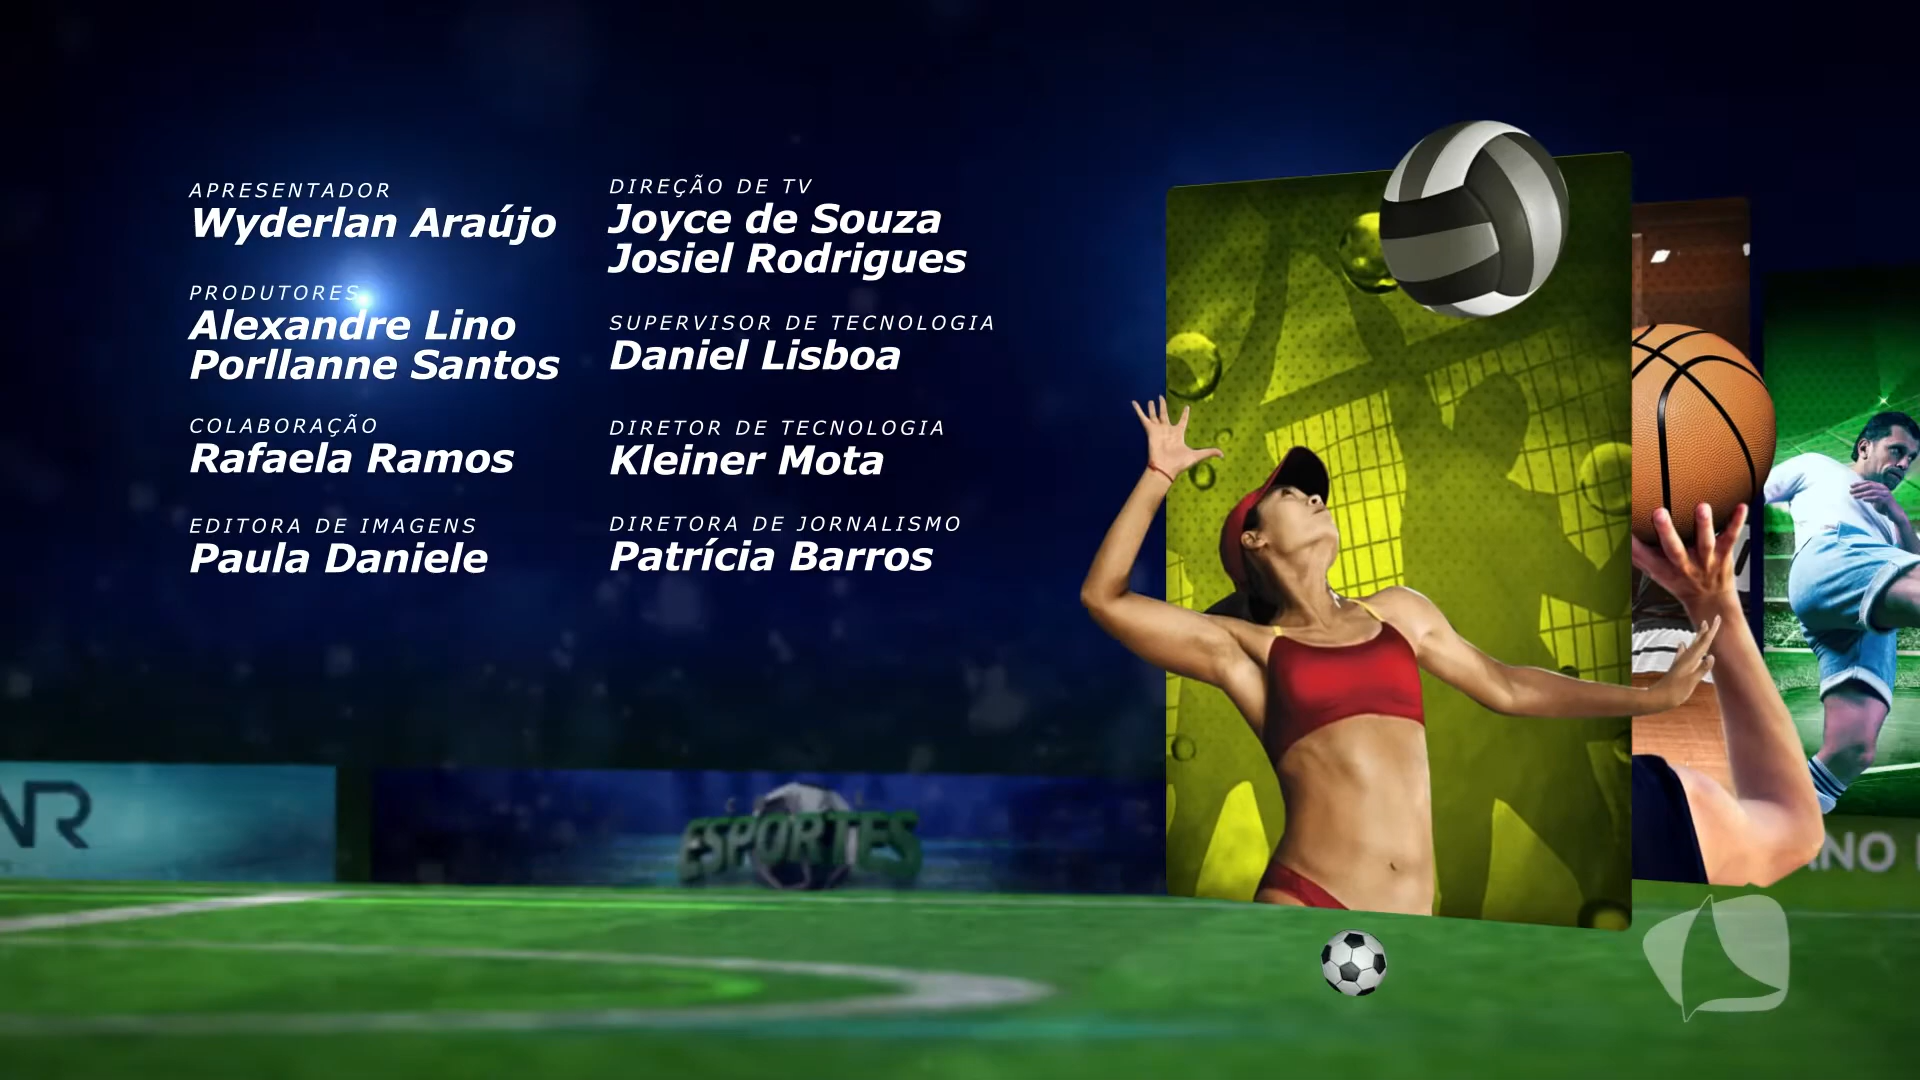 APRESENTADOR
Wyderlan Araújo
PRODUTORES
Alexandre Lino
Porllanne Santos
COLABORAÇÃO
Rafaela Ramos
EDITORA DE IMAGENS
Paula Daniele
DIREÇÃO DE TV
Joyce de Souza
Josiel Rodrigues
SUPERVISOR DE TECNOLOGIA
Daniel Lisboa
DIRETOR DE TECNOLOGIA
Kleiner Mota
DIRETORA DE JORNALISMO
Patrícia Barros
ESPORTES